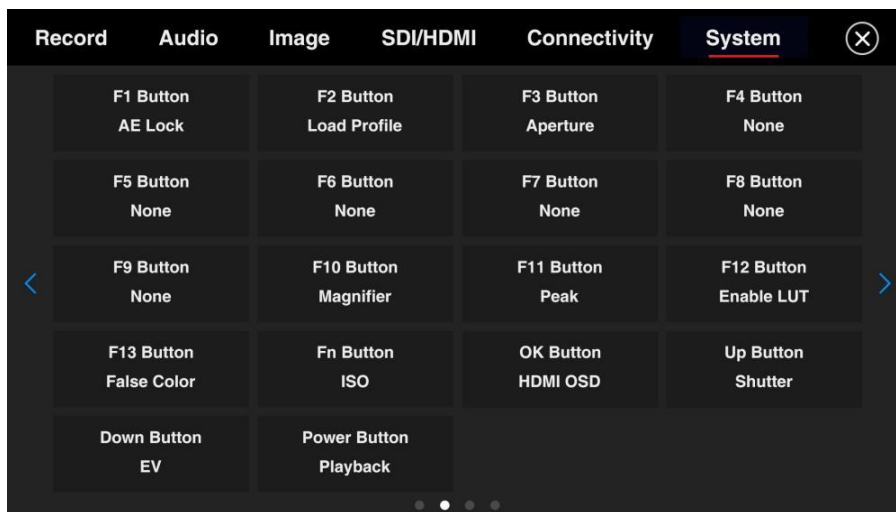 Record Audio Image SDI/HDMI Connectivity System
F1 Button F2 Button F3 Button F4 Button
AE Lock Load Profile Aperture None
F5 Button F6 Button F7 Button F8 Button
None None None None
F9 Button F10 Button F11 Button F12 Button
None Magnifier Peak Enable LUT
F13 Button Fn Button OK Button Up Button
False Color ISO HDMI OSD Shutter
Down Button Power Button
EV Playback